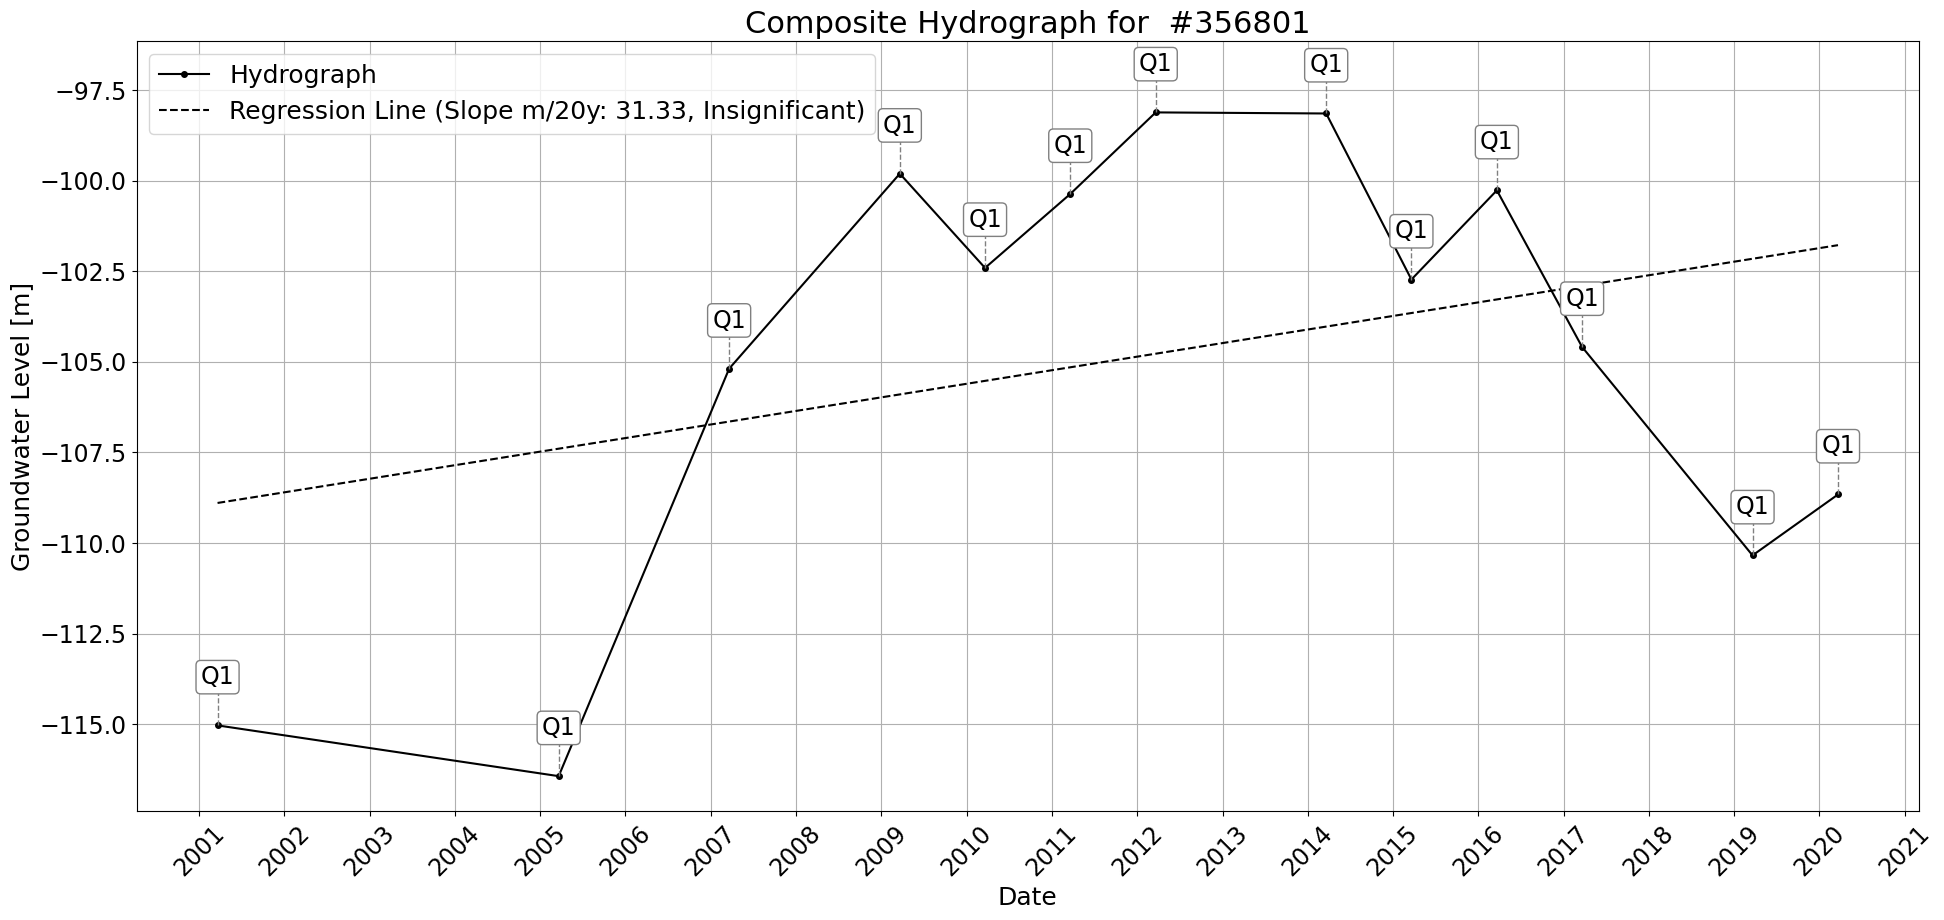 Composite Hydrograph for  #356801
Hydrograph
Regression Line (Slope m/20y: 31.33, Insignificant)
Groundwater Level [m]
−97.5
−100.0
−102.5
−105.0
−107.5
−110.0
−112.5
−115.0
Q1
Q1
Q1
Q1
Q1
Q1
Q1
Q1
Q1
Q1
Q1
Q1
Q1
2001
2002
2003
2004
2005
2006
2007
2008
2009
2010
2011
2012
2013
2014
2015
2016
2017
2018
2019
2020
2021
Date